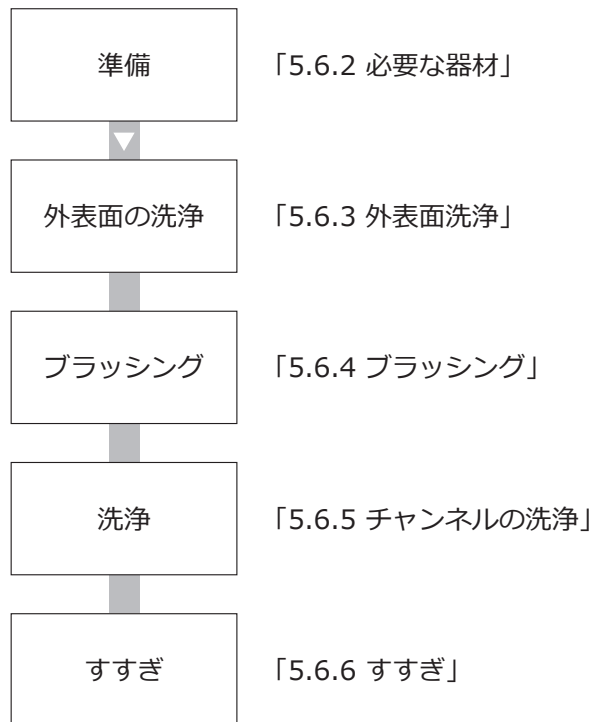 準備 「5.6.2 必要な器材」
外表面の洗浄 「5.6.3 外表面洗浄」
ブラッシング 「5.6.4 ブラッシング」
洗浄 「5.6.5 チャンネルの洗浄」
すすぎ 「5.6.6 すすぎ」